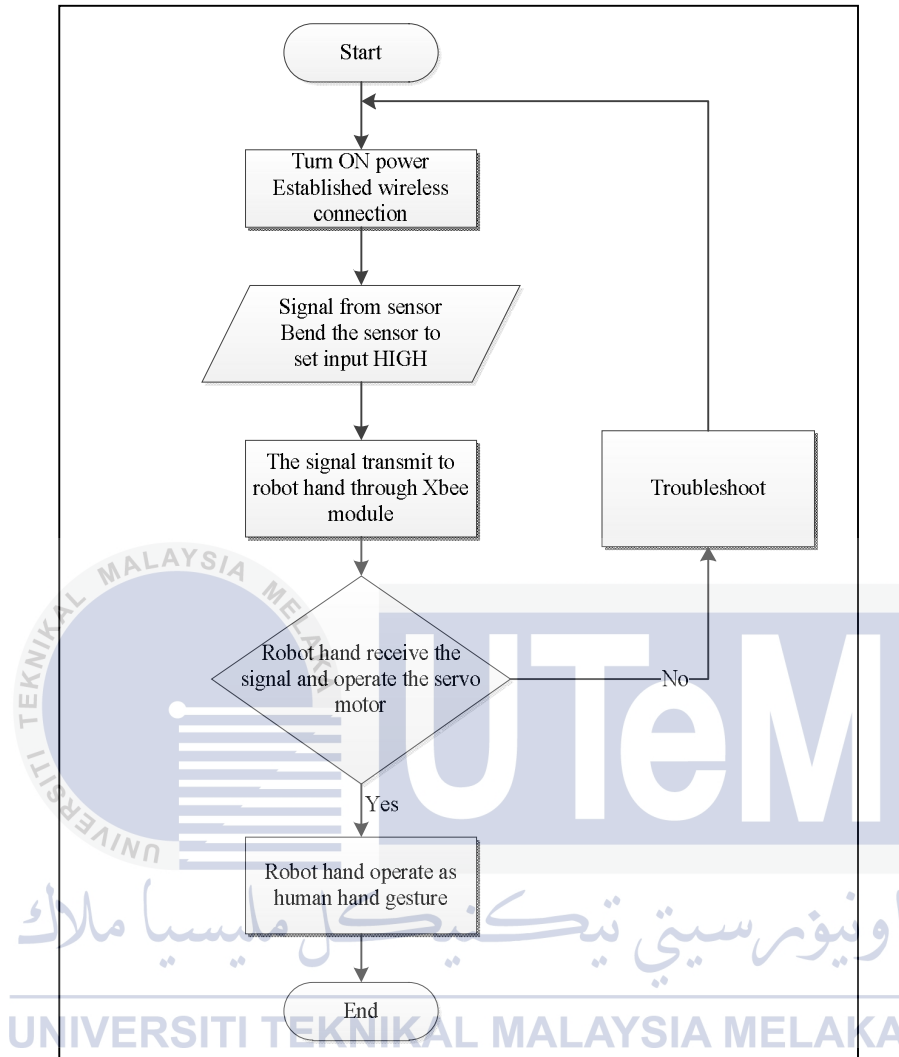 Start
Turn ON power
Established wireless
connection
Signal from sensor
Bend the sensor to
set input HIGH
The signal transmit to
robot hand through Xbee
module
Troubleshoot
Robot hand receive the
signal and operate the servo
motor
No
Yes
Robot hand operate as
human hand gesture
End
UNIVERSITI TEKNIKAL MALAYSIA MELAKA
UTeM
اونيۏرسيتي تيكنيكل مليسيا ملاك
UNIVERSITI TEKNIKAL MALAYSIA MELAKA